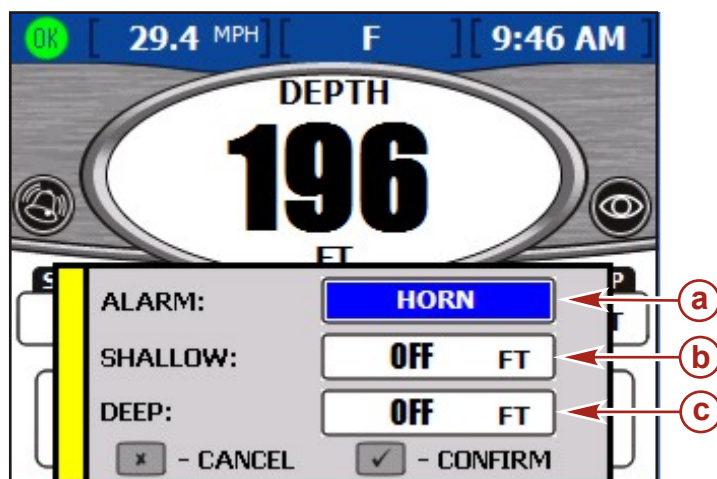 OK 29.4 MPH F 9:46 AM
DEPTH
196
FT
S P
T
ALARM: HORN a
SHALLOW: OFF FT b
DEEP: OFF FT c
x - CANCEL ✓ - CONFIRM